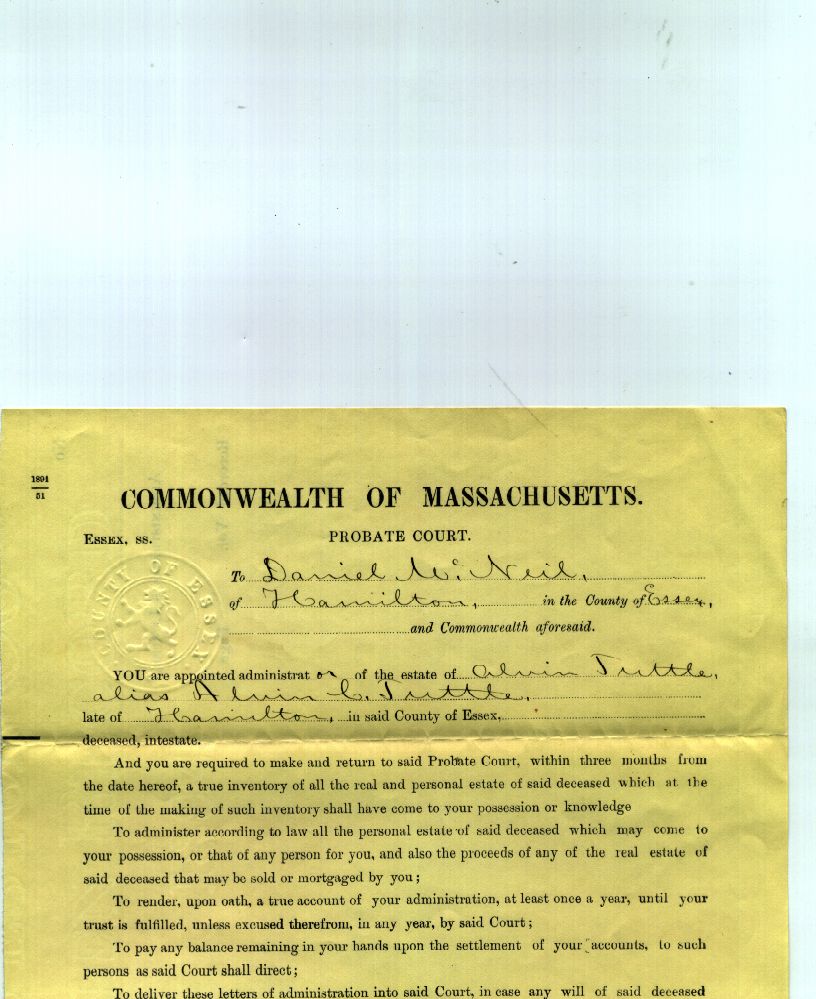 1891
51
COMMONWEALTH OF MASSACHUSETTS.
ESSEX, SS.
PROBATE COURT.
COUNTY OF ESSEX
To Daniel Mc Neil,
of Hamilton, in the County of Essex,
and Commonwealth aforesaid.
YOU are appointed administrat or of the estate of Alvin Tuttle,
alias Alvin C. Tuttle,
late of Hamilton, in said County of Essex,
deceased, intestate.
And you are required to make and return to said Probate Court, within three months from
the date hereof, a true inventory of all the real and personal estate of said deceased which at the
time of the making of such inventory shall have come to your possession or knowledge
To administer according to law all the personal estate of said deceased which may come to
your possession, or that of any person for you, and also the proceeds of any of the real estate of
said deceased that may be sold or mortgaged by you;
To render, upon oath, a true account of your administration, at least once a year, until your
trust is fulfilled, unless excused therefrom, in any year, by said Court;
To pay any balance remaining in your hands upon the settlement of your accounts, to such
persons as said Court shall direct;
To deliver these letters of administration into said Court, in case any will of said deceased